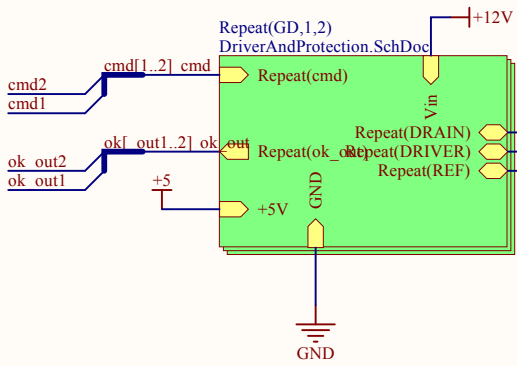 Repeat(GD,1,2)
DriverAndProtection.SchDoc
+12V
cmd[1..2] cmd
cmd2
cmd1
Repeat(cmd)
Vin
Repeat(DRAIN)
ok[_out1..2] ok_out
Repeat(ok_out)
Repeat(DRIVER)
ok_out2
ok_out1
Repeat(REF)
+5
+5V
GND
GND